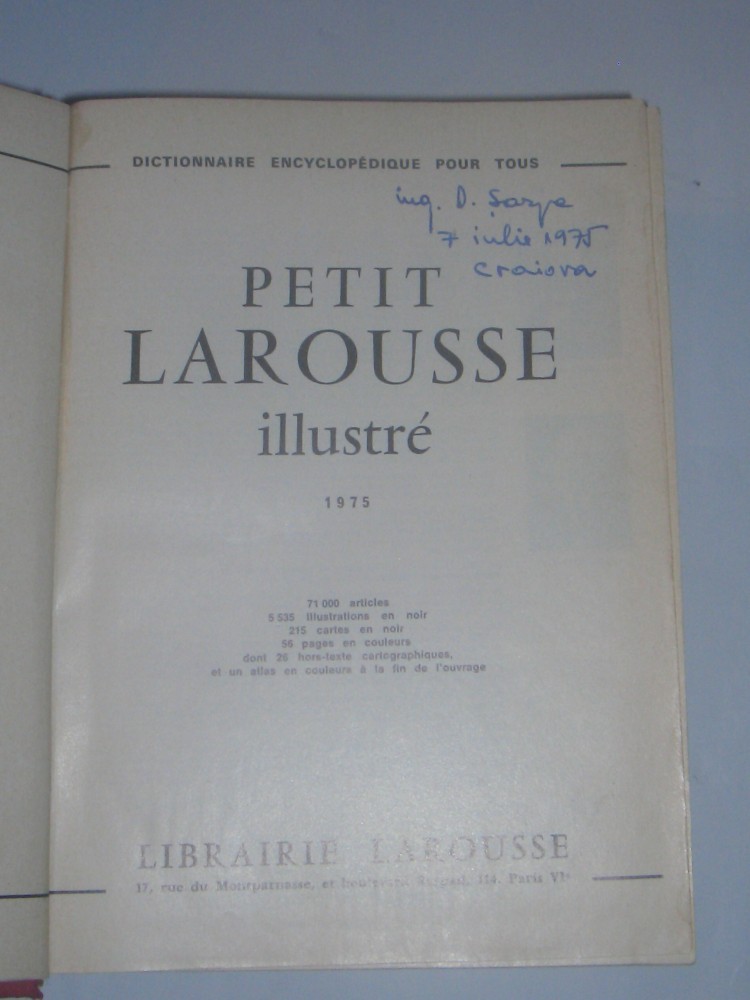 DICTIONNAIRE ENCYCLOPÉDIQUE POUR TOUS
ing. D. Sarpe
7 iulie 1975
Craiova
PETIT
LAROUSSE
illustré
1975
71 000 articles
5 535 illustrations en noir
215 cartes en noir
56 pages en couleurs
dont 26 hors-texte cartographiques,
et un atlas en couleurs à la fin de l'ouvrage
LIBRAIRIE LAROUSSE
17, rue du Montparnasse, et boulevard Raspail, 114, Paris VIe